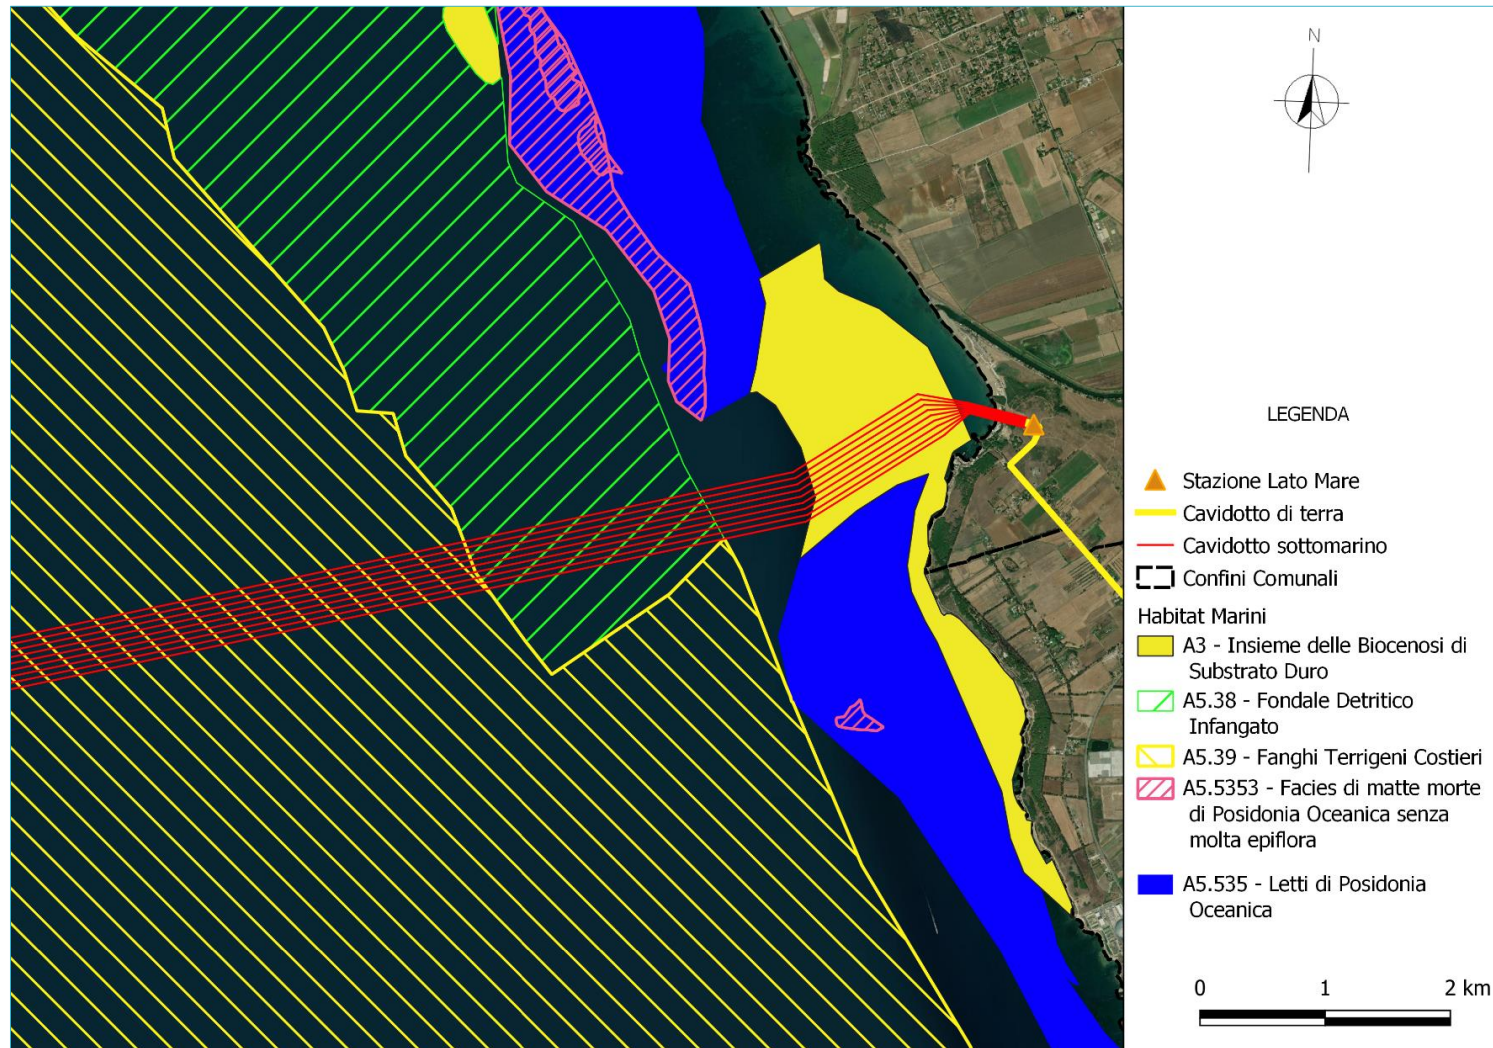 N
LEGENDA
Stazione Lato Mare
Cavidotto di terra
Cavidotto sottomarino
Confini Comunali
Habitat Marini
A3 - Insieme delle Biocenosi di
Substrato Duro
A5.38 - Fondale Detritico
Infangato
A5.39 - Fanghi Terrigeni Costieri
A5.5353 - Facies di matte morte
di Posidonia Oceanica senza
molta epiflora
A5.535 - Letti di Posidonia
Oceanica
0 1 2 km